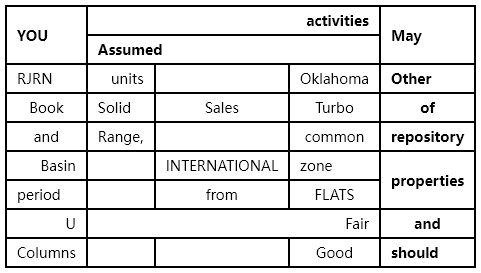 YOU activities May
Assumed
RJRN units Oklahoma Other
Book Solid Sales Turbo of
and Range, common repository
Basin INTERNATIONAL zone properties
period from FLATS
U Fair and
Columns Good should